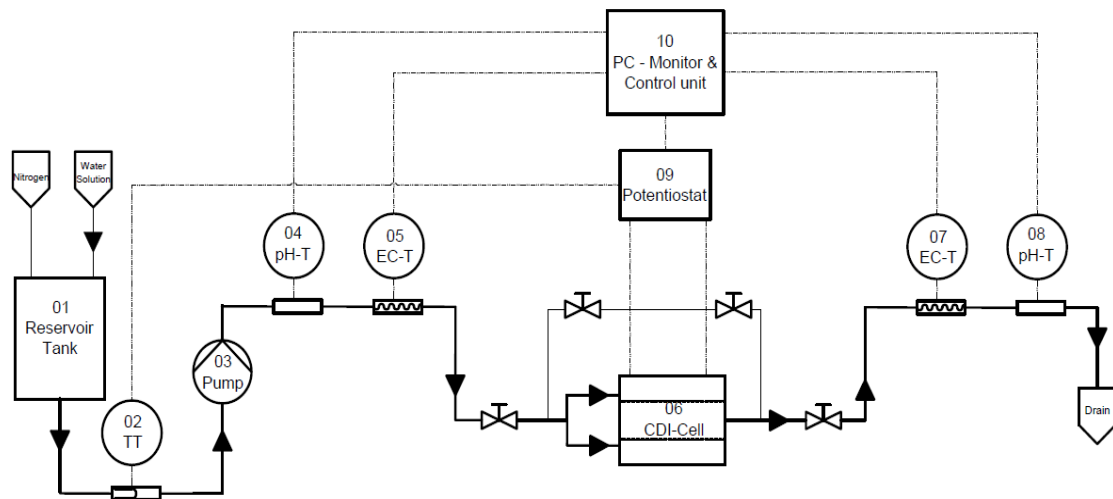 10
PC - Monitor &
Control unit
Nitrogen
Water
Solution
09
Potentiostat
04
pH-T
05
EC-T
07
EC-T
08
pH-T
01
Reservoir
Tank
03
Pump
02
TT
06
CDI-Cell
Drain